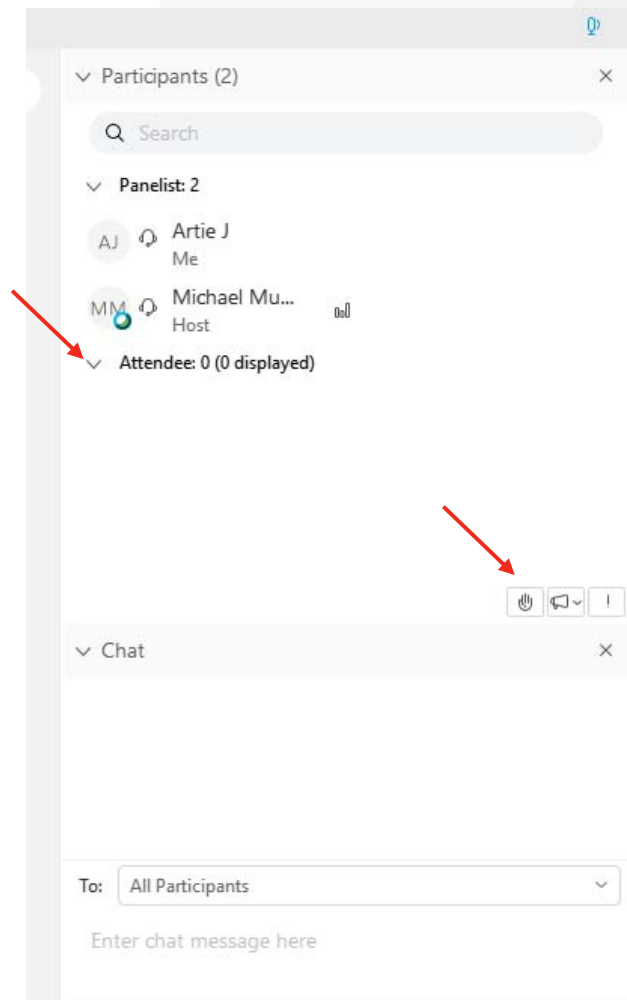 Participants (2)
Search
Panelist: 2
AJ
Artie J
Me
MM
Michael Mu...
Host
Attendee: 0 (0 displayed)
Chat
To:
All Participants
Enter chat message here